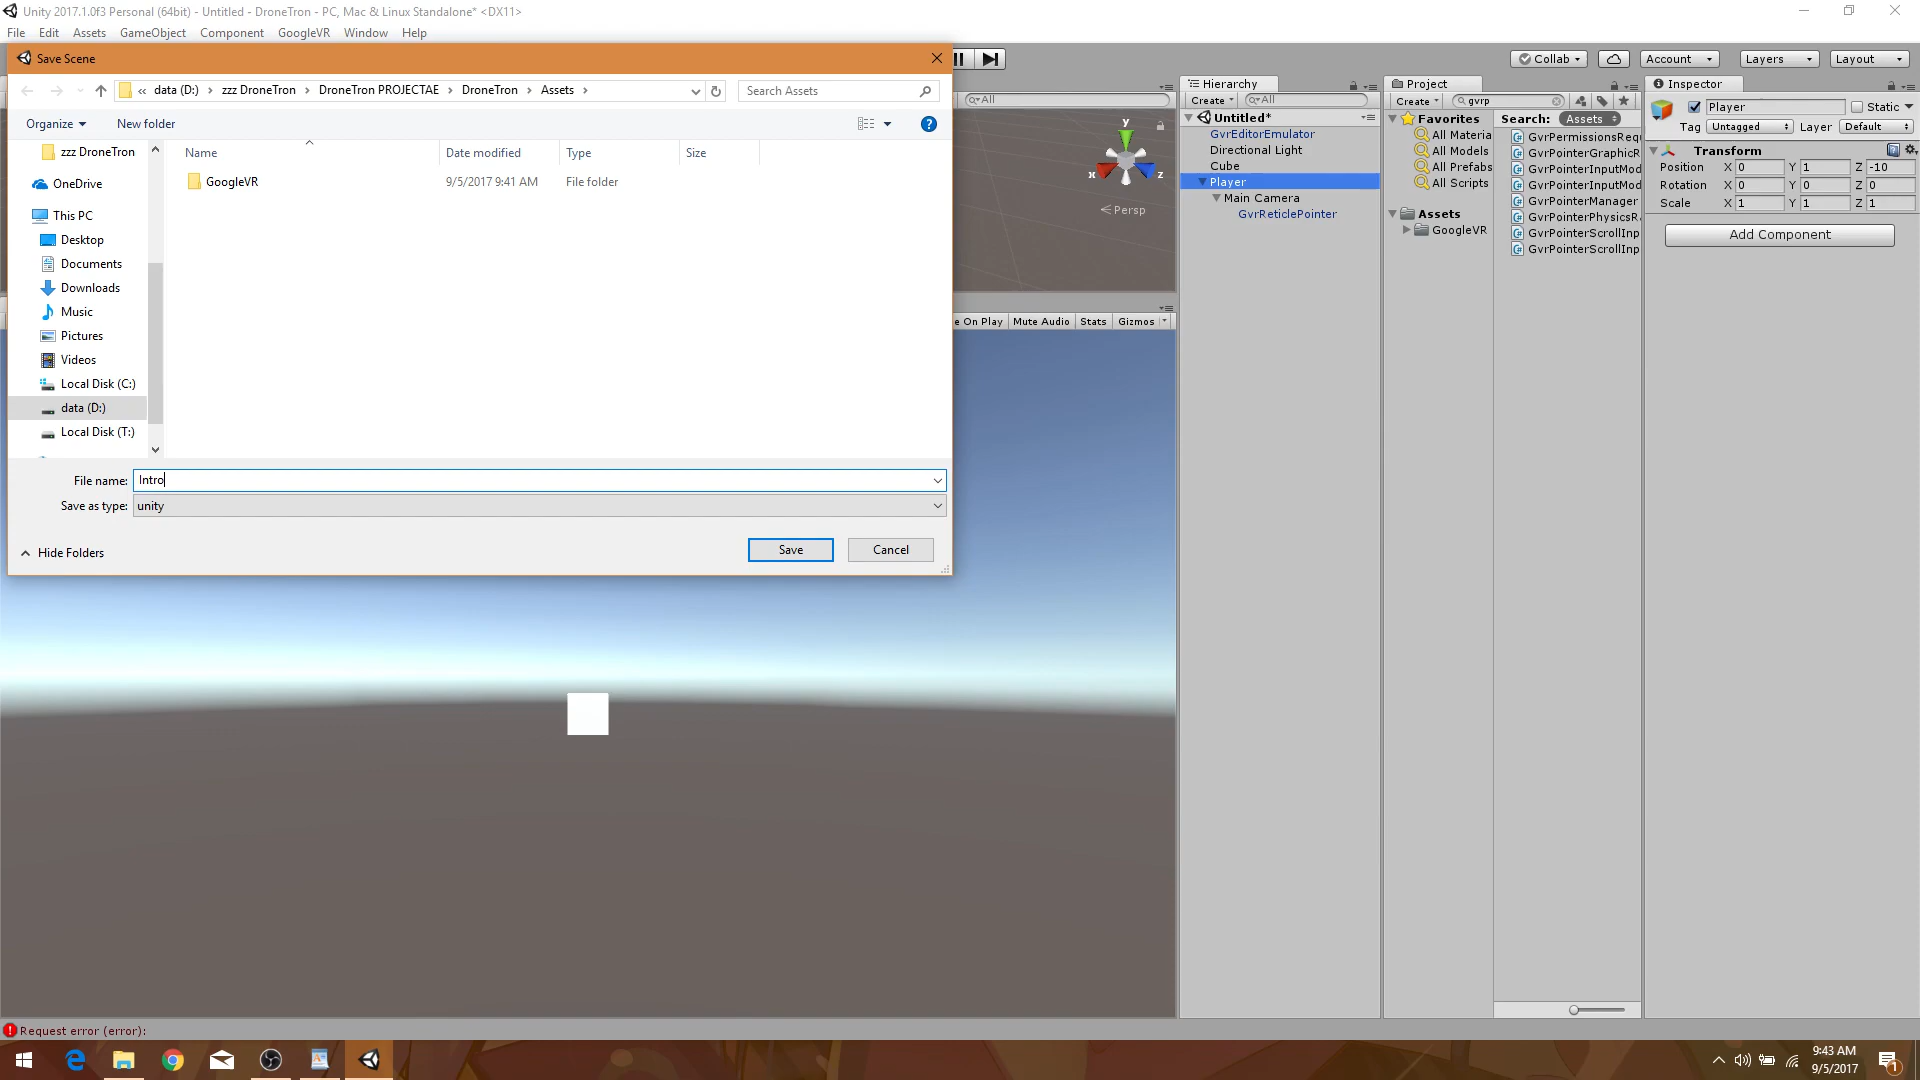 Unity 2017.1.0f3 Personal (64bit) - Untitled - DroneTron - PC, Mac & Linux Standalone* <DX11>
File Edit Assets GameObject Component GoogleVR Window Help
Save Scene
Collab Account Layers Layout
« data (D:) › zzz DroneTron › DroneTron PROJECTAE › DroneTron › Assets ›
Search Assets
Organize New folder
zzz DroneTron
OneDrive
This PC
Desktop
Documents
Downloads
Music
Pictures
Videos
Local Disk (C:)
data (D:)
Local Disk (T:)
Name Date modified Type Size
GoogleVR 9/5/2017 9:41 AM File folder
File name: Intro
Save as type: unity
Hide Folders
Save Cancel
All
y
x z
Persp
e On Play Mute Audio Stats Gizmos
Hierarchy
Create All
Untitled*
GvrEditorEmulator
Directional Light
Cube
Player
Main Camera
GvrReticlePointer
Project
Create gvrp
Favorites
All Materia
All Models
All Prefabs
All Scripts
Assets
GoogleVR
Search: Assets
GvrPermissionsRequ
GvrPointerGraphicR
GvrPointerInputMod
GvrPointerInputMod
GvrPointerManager
GvrPointerPhysicsRa
GvrPointerScrollInp
GvrPointerScrollInp
Inspector
Player Static
Tag Untagged Layer Default
Transform
Position X 0 Y 1 Z -10
Rotation X 0 Y 0 Z 0
Scale X 1 Y 1 Z 1
Add Component
Request error (error):
9:43 AM
9/5/2017
1